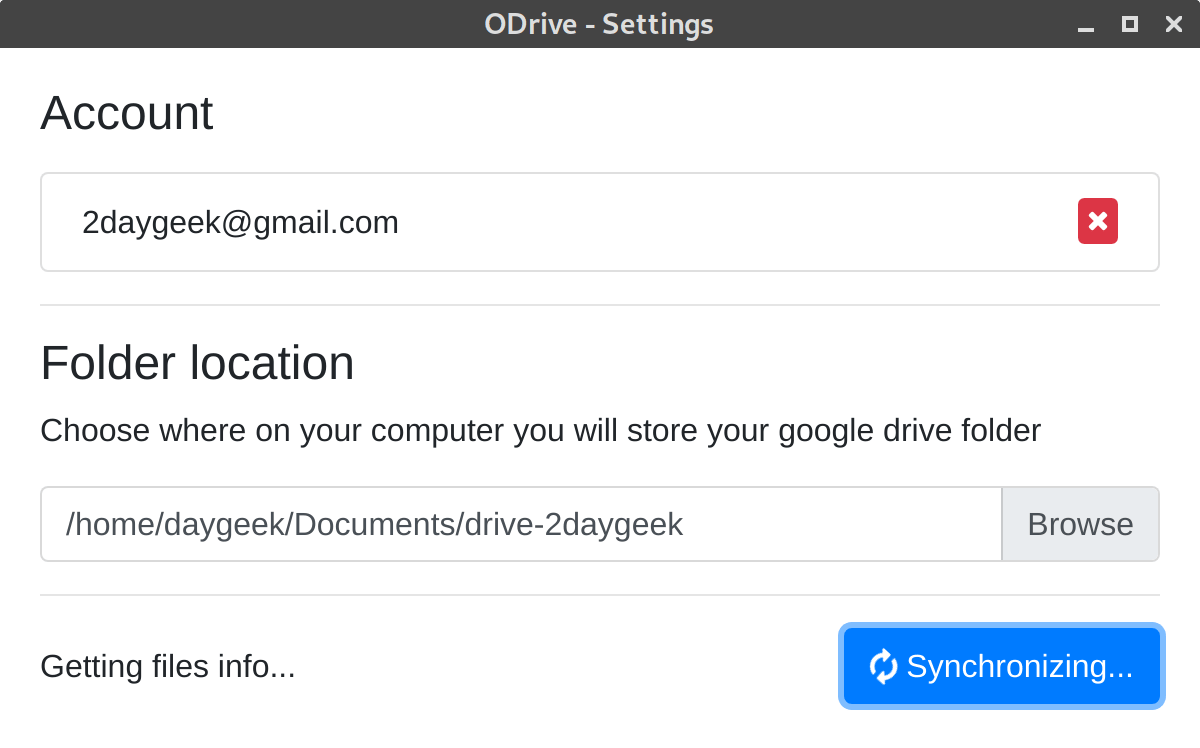 ODrive - Settings
Account
2daygeek@gmail.com
Folder location
Choose where on your computer you will store your google drive folder
/home/daygeek/Documents/drive-2daygeek
Browse
Getting files info...
Synchronizing...